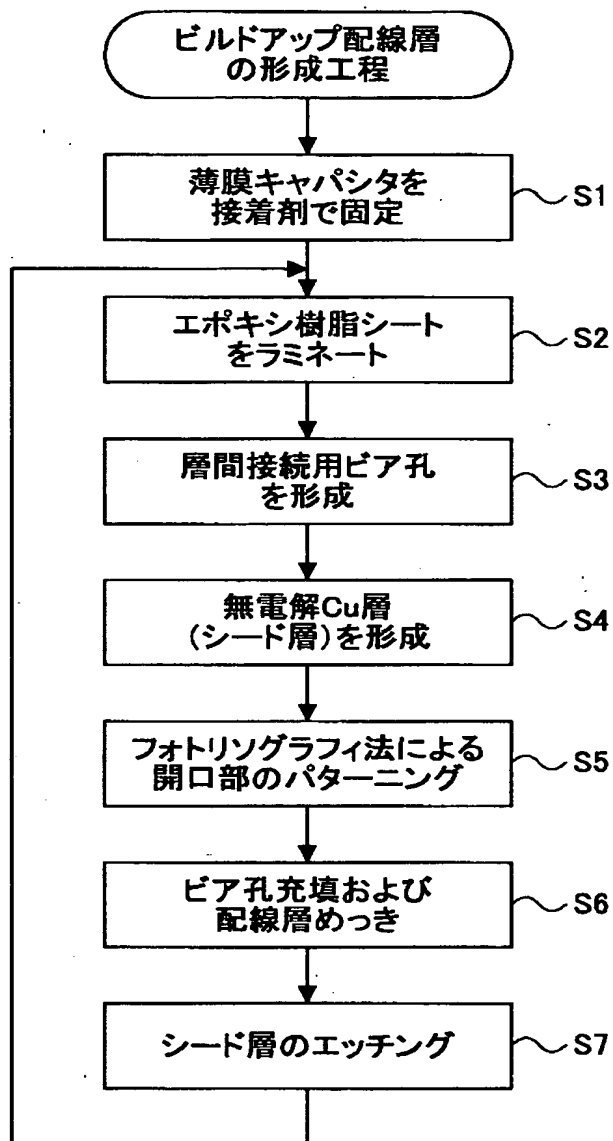 ビルドアップ配線層
の形成工程
薄膜キャパシタを
接着剤で固定
S1
エポキシ樹脂シート
をラミネート
S2
層間接続用ビア孔
を形成
S3
無電解Cu層
(シード層)を形成
S4
フォトリソグラフィ法による
開口部のパターニング
S5
ビア孔充填および
配線層めっき
S6
シード層のエッチング
S7